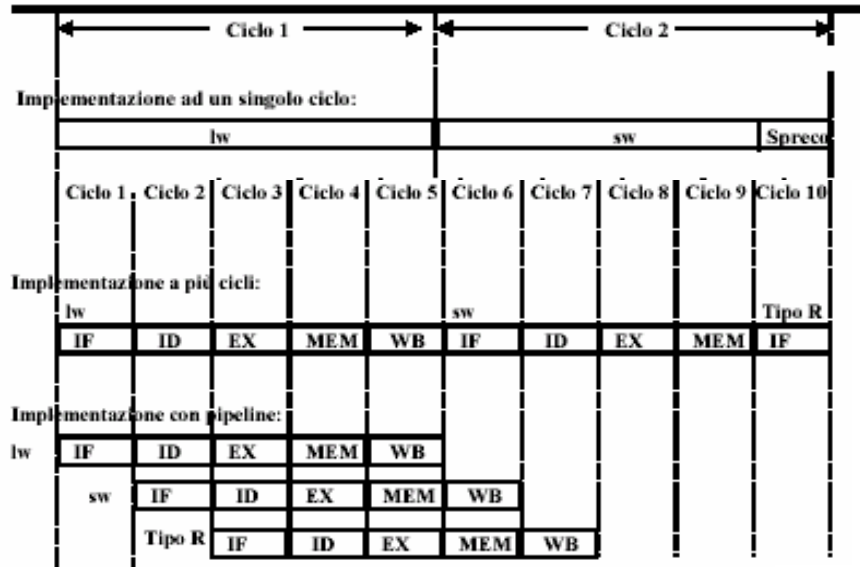 Ciclo 1 Ciclo 2
Implementazione ad un singolo ciclo:
lw sw Spreco
Ciclo 1 Ciclo 2 Ciclo 3 Ciclo 4 Ciclo 5 Ciclo 6 Ciclo 7 Ciclo 8 Ciclo 9 Ciclo 10
Implementazione a più cicli:
lw sw Tipo R
IF ID EX MEM WB IF ID EX MEM IF
Implementazione con pipeline:
lw IF ID EX MEM WB
sw IF ID EX MEM WB
Tipo R IF ID EX MEM WB